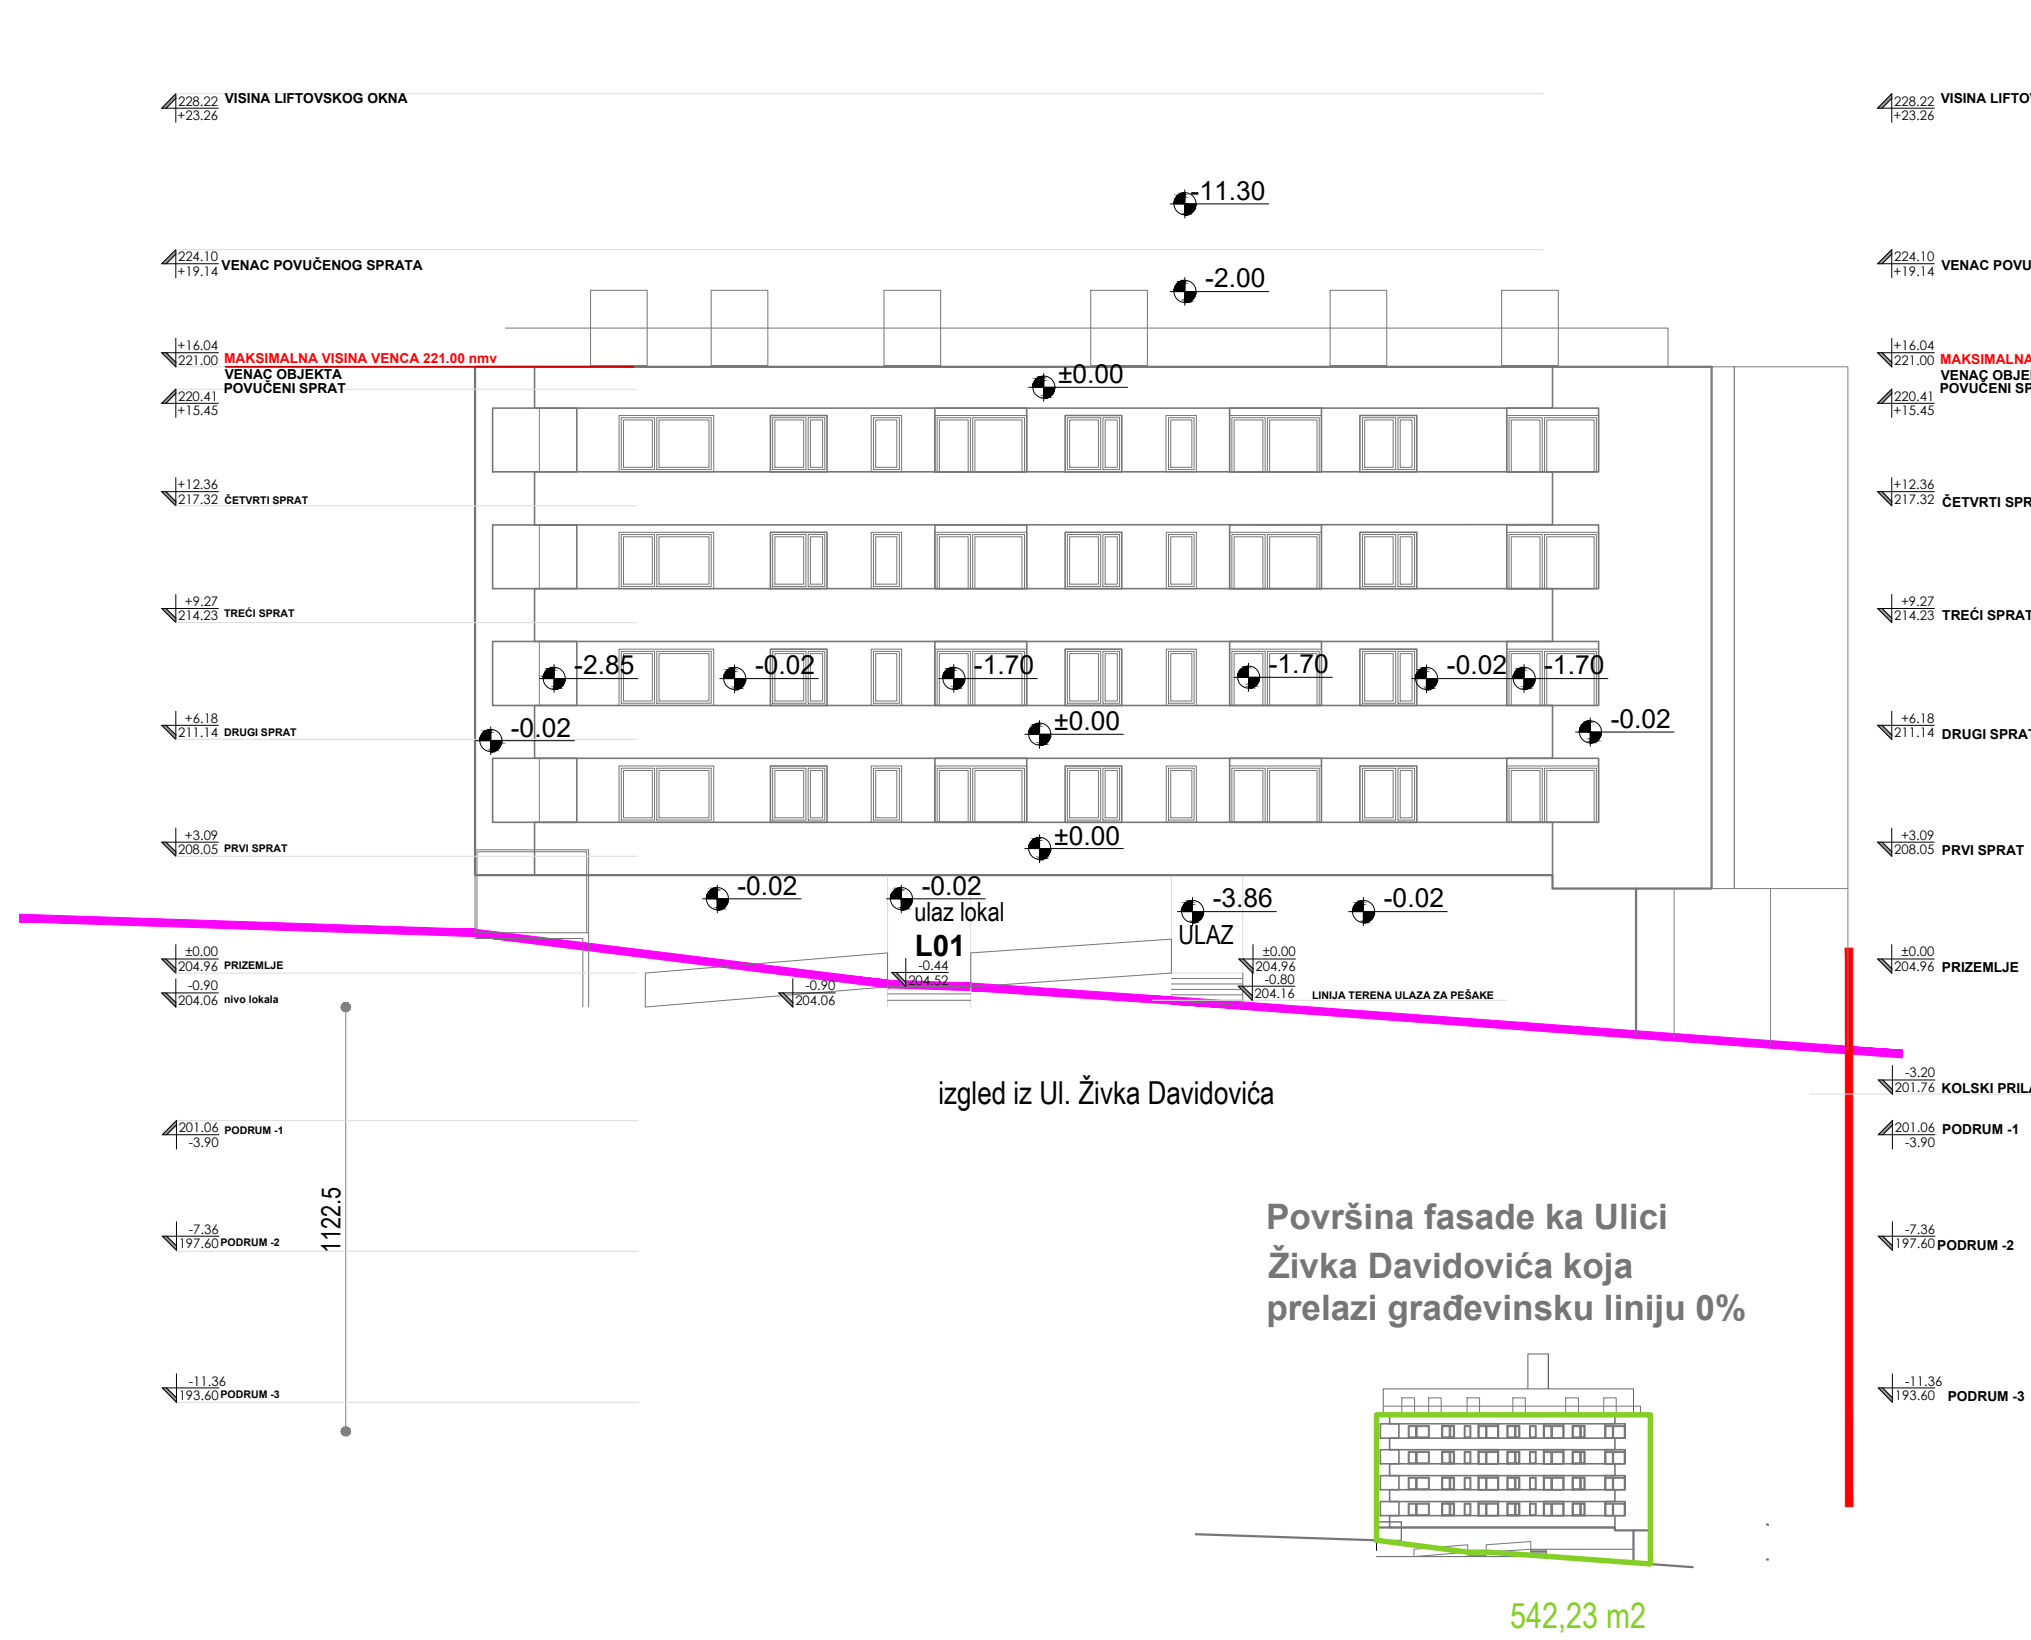 228.22 VISINA LIFTOVSKOG OKNA
+23.26
228.22
+23.26
-11.30
224.10 VENAC POVUČENOG SPRATA
+19.14
224.10
+19.14
-2.00
+16.04
221.00 MAKSIMALNA VISINA VENCA 221.00 nmv
VENAC OBJEKTA
POVUČENI SPRAT
220.41
+15.45
+16.04
221.00 MAKSIMALNA
220.41
+15.45
±0.00
+12.36
217.32 ČETVRTI SPRAT
+12.36
217.32
+9.27
214.23 TREĆI SPRAT
+9.27
214.23 TREĆI SPRAT
-2.85 -0.02 -1.70 -1.70 -0.02 -1.70
+6.18
211.14 DRUGI SPRAT
+6.18
211.14 DRUGI SPRAT
-0.02 ±0.00 -0.02
+3.09
208.05 PRVI SPRAT
+3.09
208.05 PRVI SPRAT
±0.00
-0.02 -0.02 -3.86 -0.02
ulaz lokal
L01
ULAZ
±0.00
204.96 PRIZEMLJE
-0.44
204.52
±0.00
204.96
±0.00
204.96 PRIZEMLJE
-0.90
204.06 nivo lokala
-0.90
204.06
-0.80
204.16 LINIJA TERENA ULAZA ZA PEŠAKE
izgled iz Ul. Živka Davidovića
-3.20
201.76 KOLSKI
201.06 PODRUM -1
-3.90
201.06 PODRUM -1
-3.90
1122.5
-7.36
197.60 PODRUM -2
-7.36
197.60 PODRUM -2
Površina fasade ka Ulici
Živka Davidovića koja
prelazi građevinsku liniju 0%
-11.36
193.60 PODRUM -3
-11.36
193.60 PODRUM -3
542,23 m2